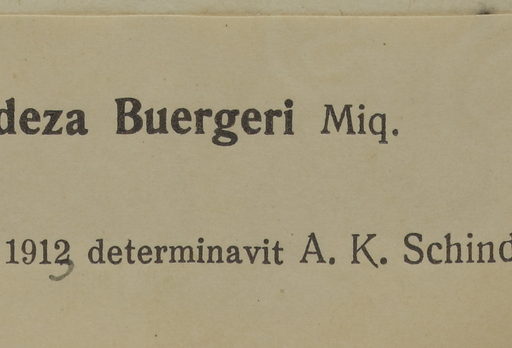 deza Buergeri Miq.
1912 determinavit A. K. Schind